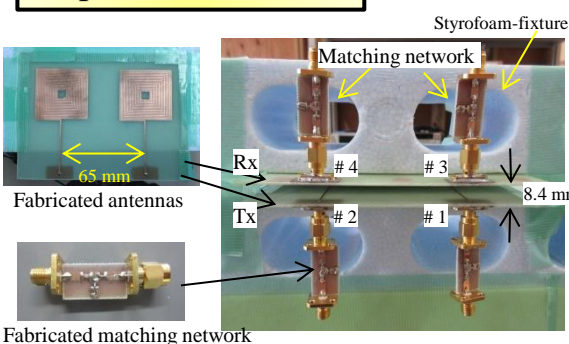 Styrofoam-fixture
Matching network
Rx
# 4
# 3
65 mm
8.4 m
Fabricated antennas
Tx
# 2
# 1
Fabricated matching network